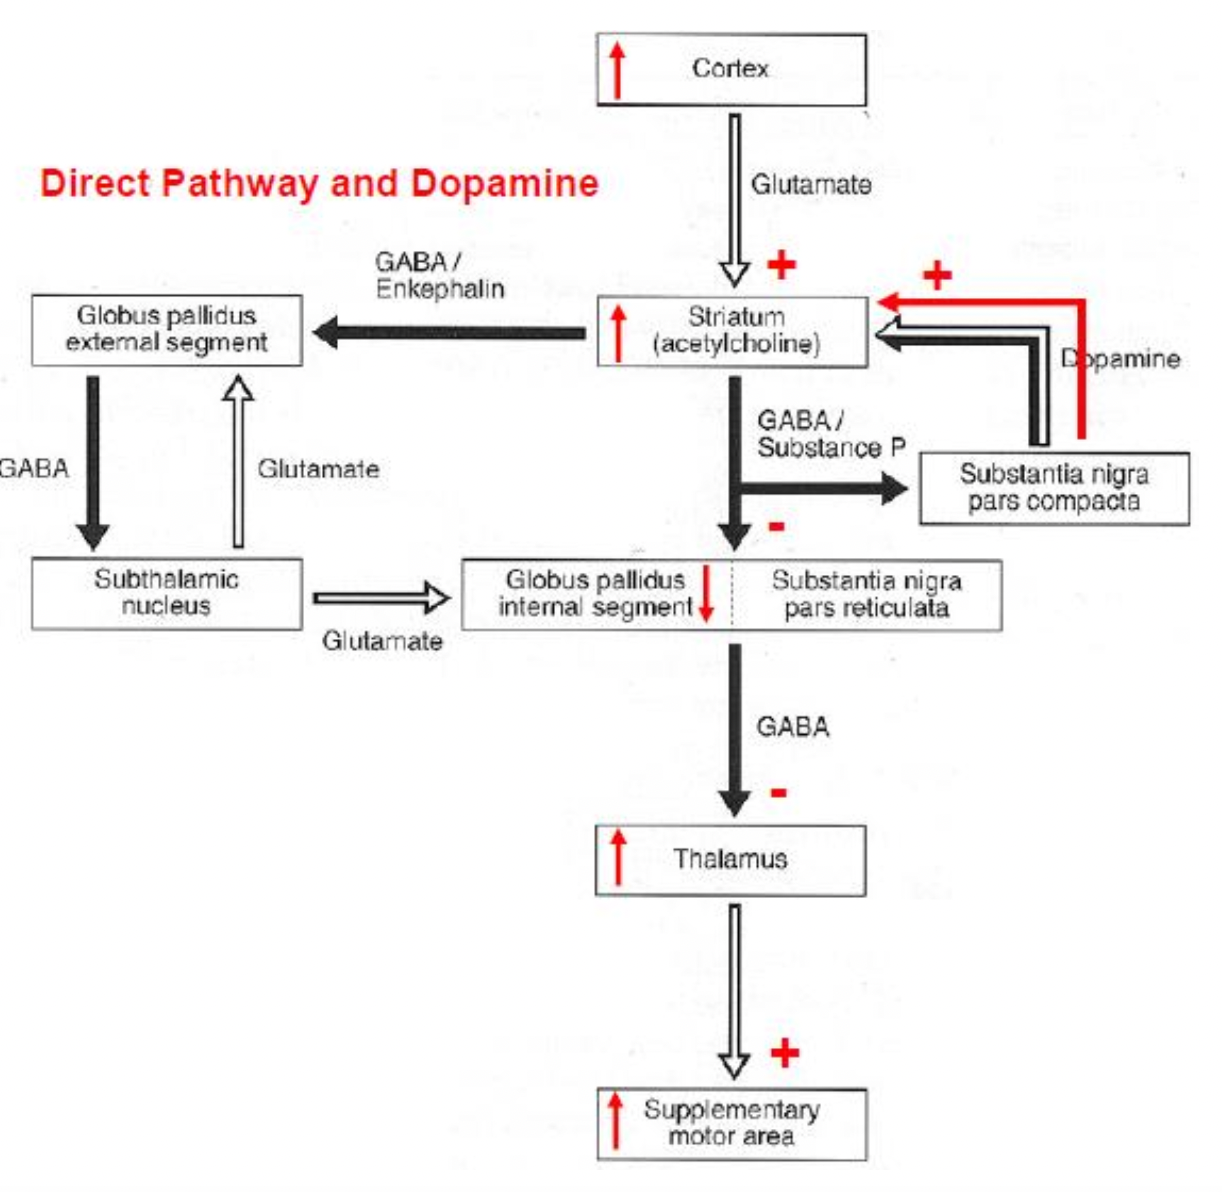 Cortex
Direct Pathway and Dopamine
Glutamate
+
+
GABA /
Enkephalin
Globus pallidus
external segment
Striatum
(acetylcholine)
Dopamine
GABA /
Substance P
GABA
Glutamate
Substantia nigra
pars compacta
-
Subthalamic
nucleus
Globus pallidus
internal segment
Substantia nigra
pars reticulata
Glutamate
GABA
-
Thalamus
+
Supplementary
motor area